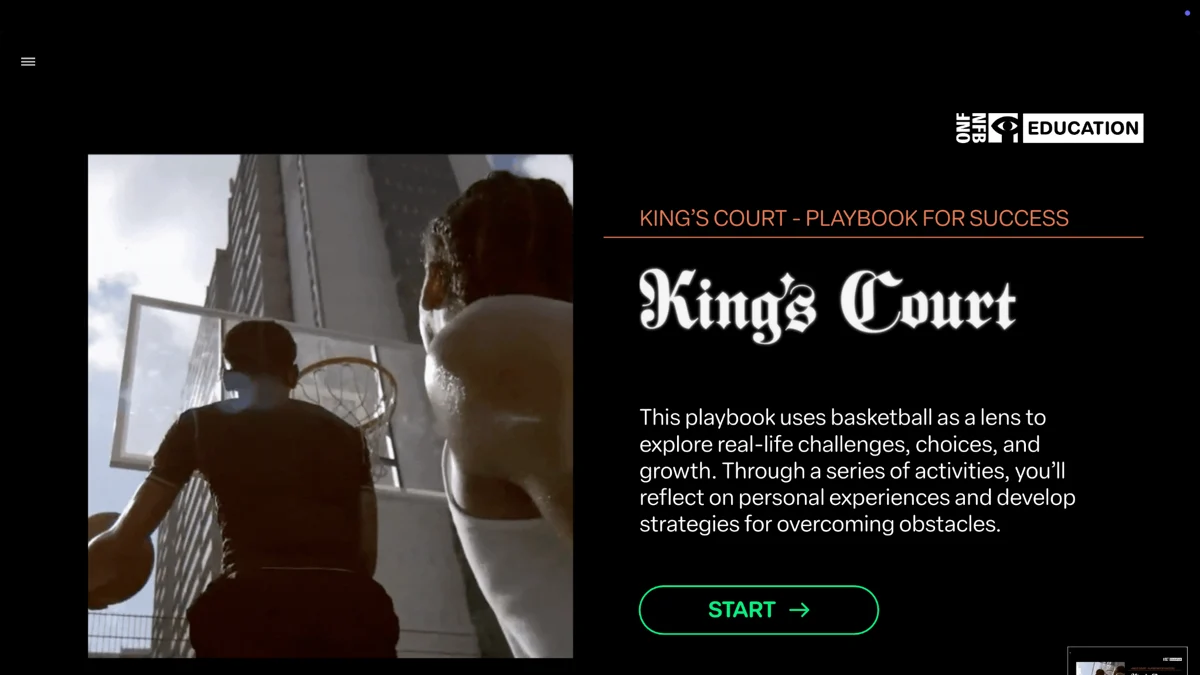 ONF
NFB
EDUCATION
KING'S COURT - PLAYBOOK FOR SUCCESS
King's Court
This playbook uses basketball as a lens to
explore real-life challenges, choices, and
growth. Through a series of activities, you'll
reflect on personal experiences and develop
strategies for overcoming obstacles.
START →